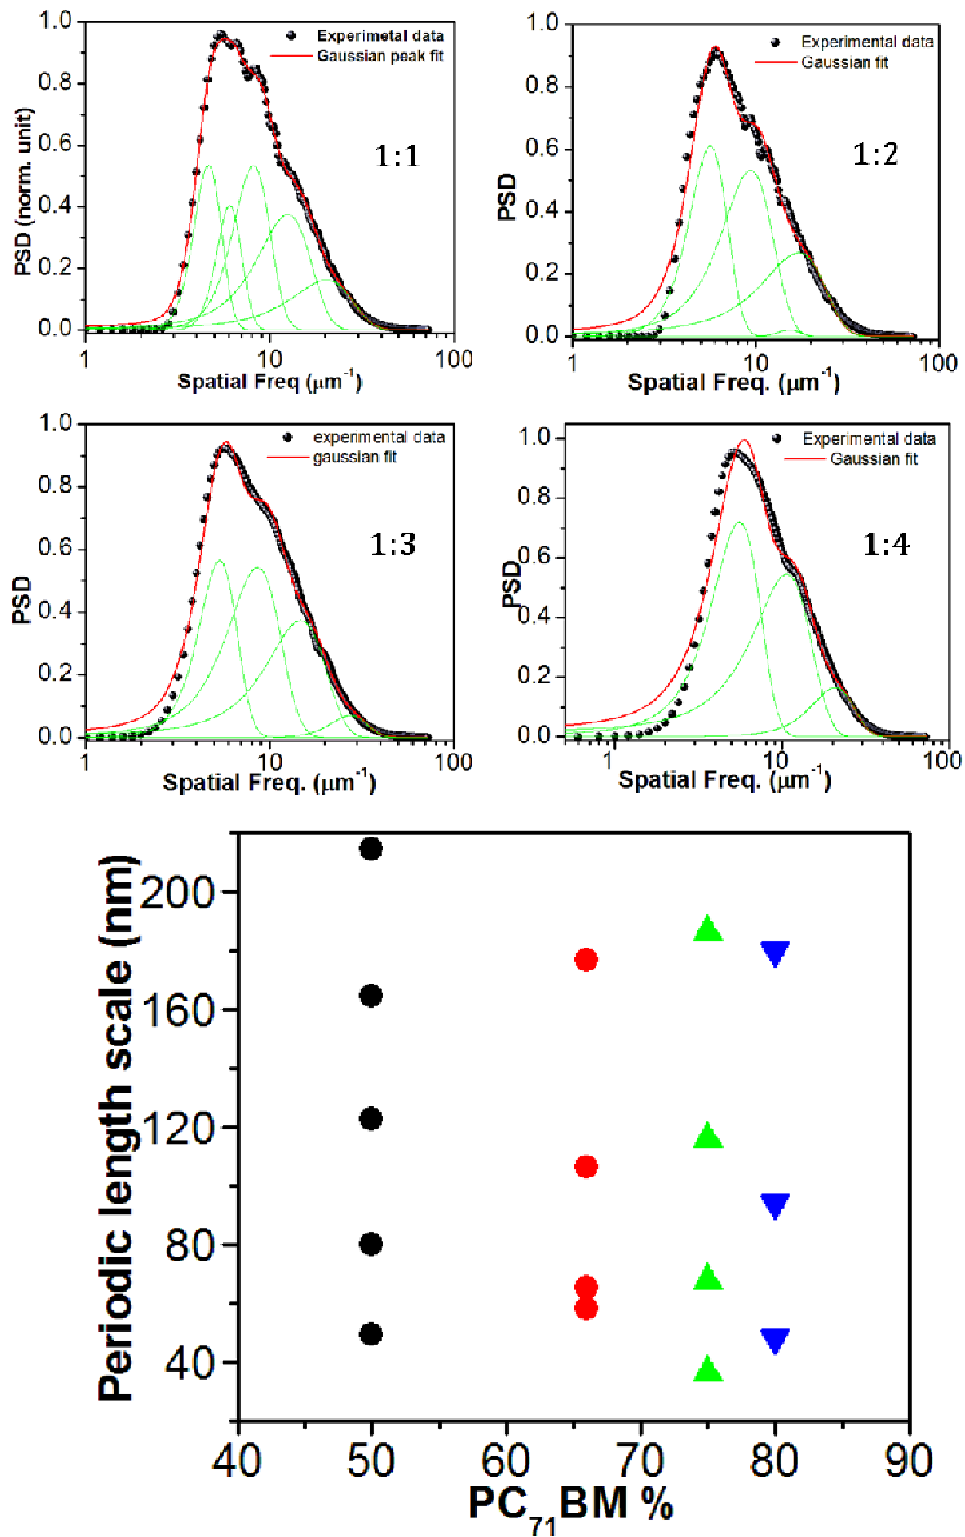 Experimetal data
Gaussian peak fit
1:1
PSD (norm. unit)
1.0
0.8
0.6
0.4
0.2
0.0
1 10 100
Spatial Freq (μm⁻¹)
Experimental data
Gaussian fit
1:2
PSD
1.0
0.8
0.6
0.4
0.2
0.0
1 10 100
Spatial Freq. (μm⁻¹)
experimental data
gaussian fit
1:3
PSD
1.0
0.8
0.6
0.4
0.2
0.0
1 10 100
Spatial Freq. (μm⁻¹)
Experimental data
Gaussian fit
1:4
PSD
1.0
0.8
0.6
0.4
0.2
0.0
1 10 100
Spatial Freq. (μm⁻¹)
Periodic length scale (nm)
200
160
120
80
40
40 50 60 70 80 90
PC₇₁BM %